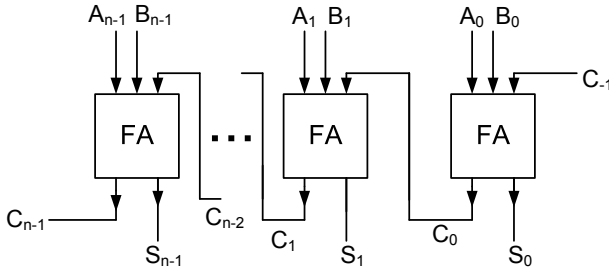 Aₙ₋₁ Bₙ₋₁ A₁ B₁ A₀ B₀
C₋₁
FA ... FA FA
Cₙ₋₁ Cₙ₋₂ C₁ C₀
Sₙ₋₁ S₁ S₀